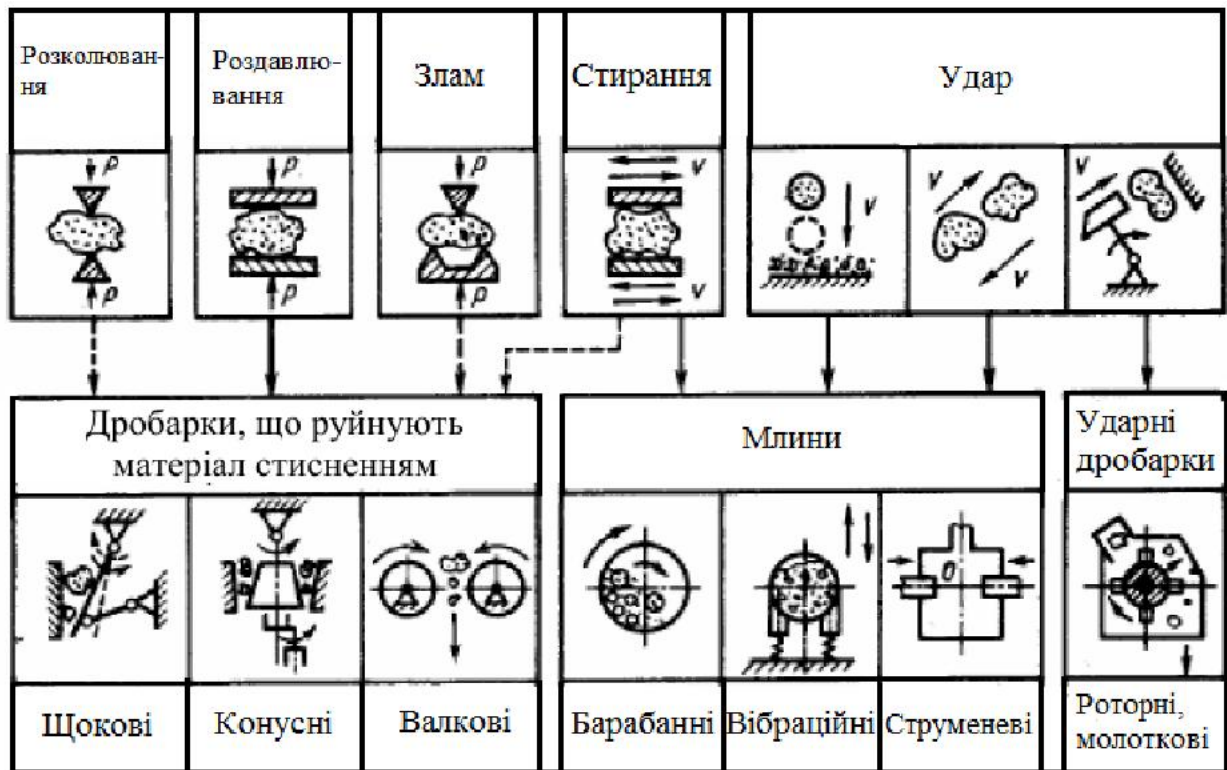 Розколюван-
ня
Роздавлю-
вання
Злам
Стирання
Удар
P
P
P
P
P
P
v
v
v
v
v
v
Дробарки, що руйнують
матеріал стисненням
Млини
Ударні
дробарки
O
Щокові
Конусні
Валкові
Барабанні
Вібраційні
Струменеві
Роторні,
молоткові